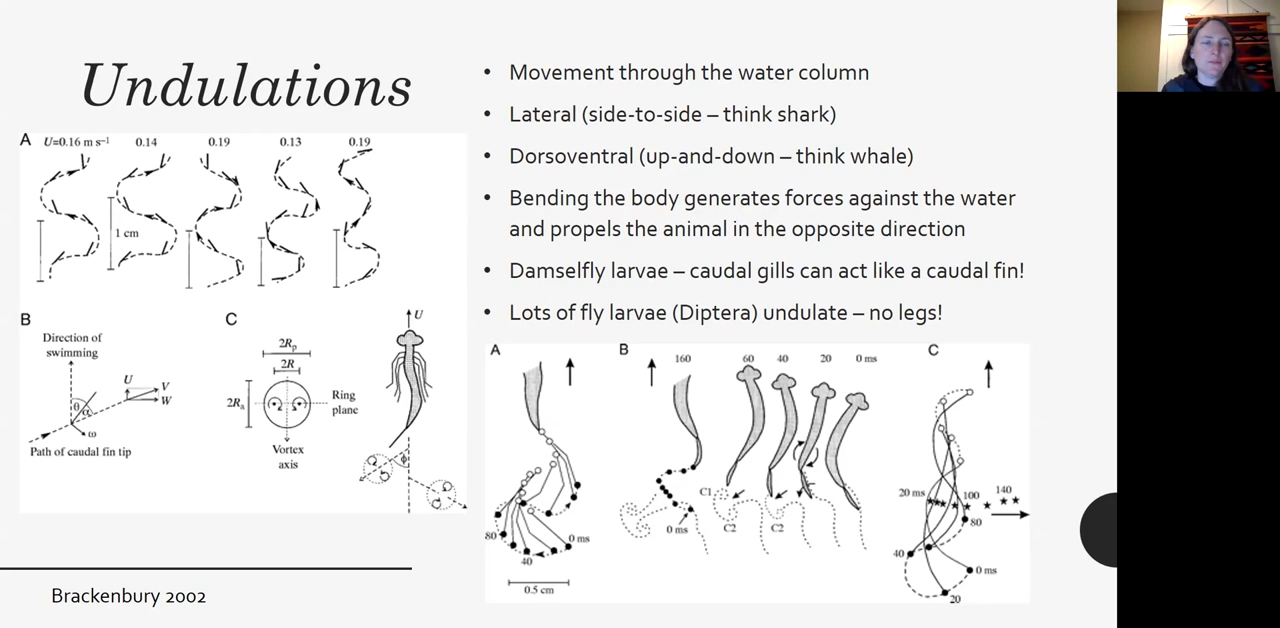 Undulations
A U=0.16 m s⁻¹ 0.14 0.19 0.13 0.19
1 cm
B
Direction of
swimming
U
V
W
θ
α
ω
Path of caudal fin tip
C
U
2Rp
2R
2Ra
Ring
plane
Vortex
axis
ϕ
Brackenbury 2002
• Movement through the water column
• Lateral (side-to-side – think shark)
• Dorsoventral (up-and-down – think whale)
• Bending the body generates forces against the water
and propels the animal in the opposite direction
• Damselfly larvae – caudal gills can act like a caudal fin!
• Lots of fly larvae (Diptera) undulate – no legs!
A
80
40
0 ms
0.5 cm
B
160 60 40 20 0 ms
C1
C2 C2
0 ms
C
20 ms 100 140
80
40
0 ms
20